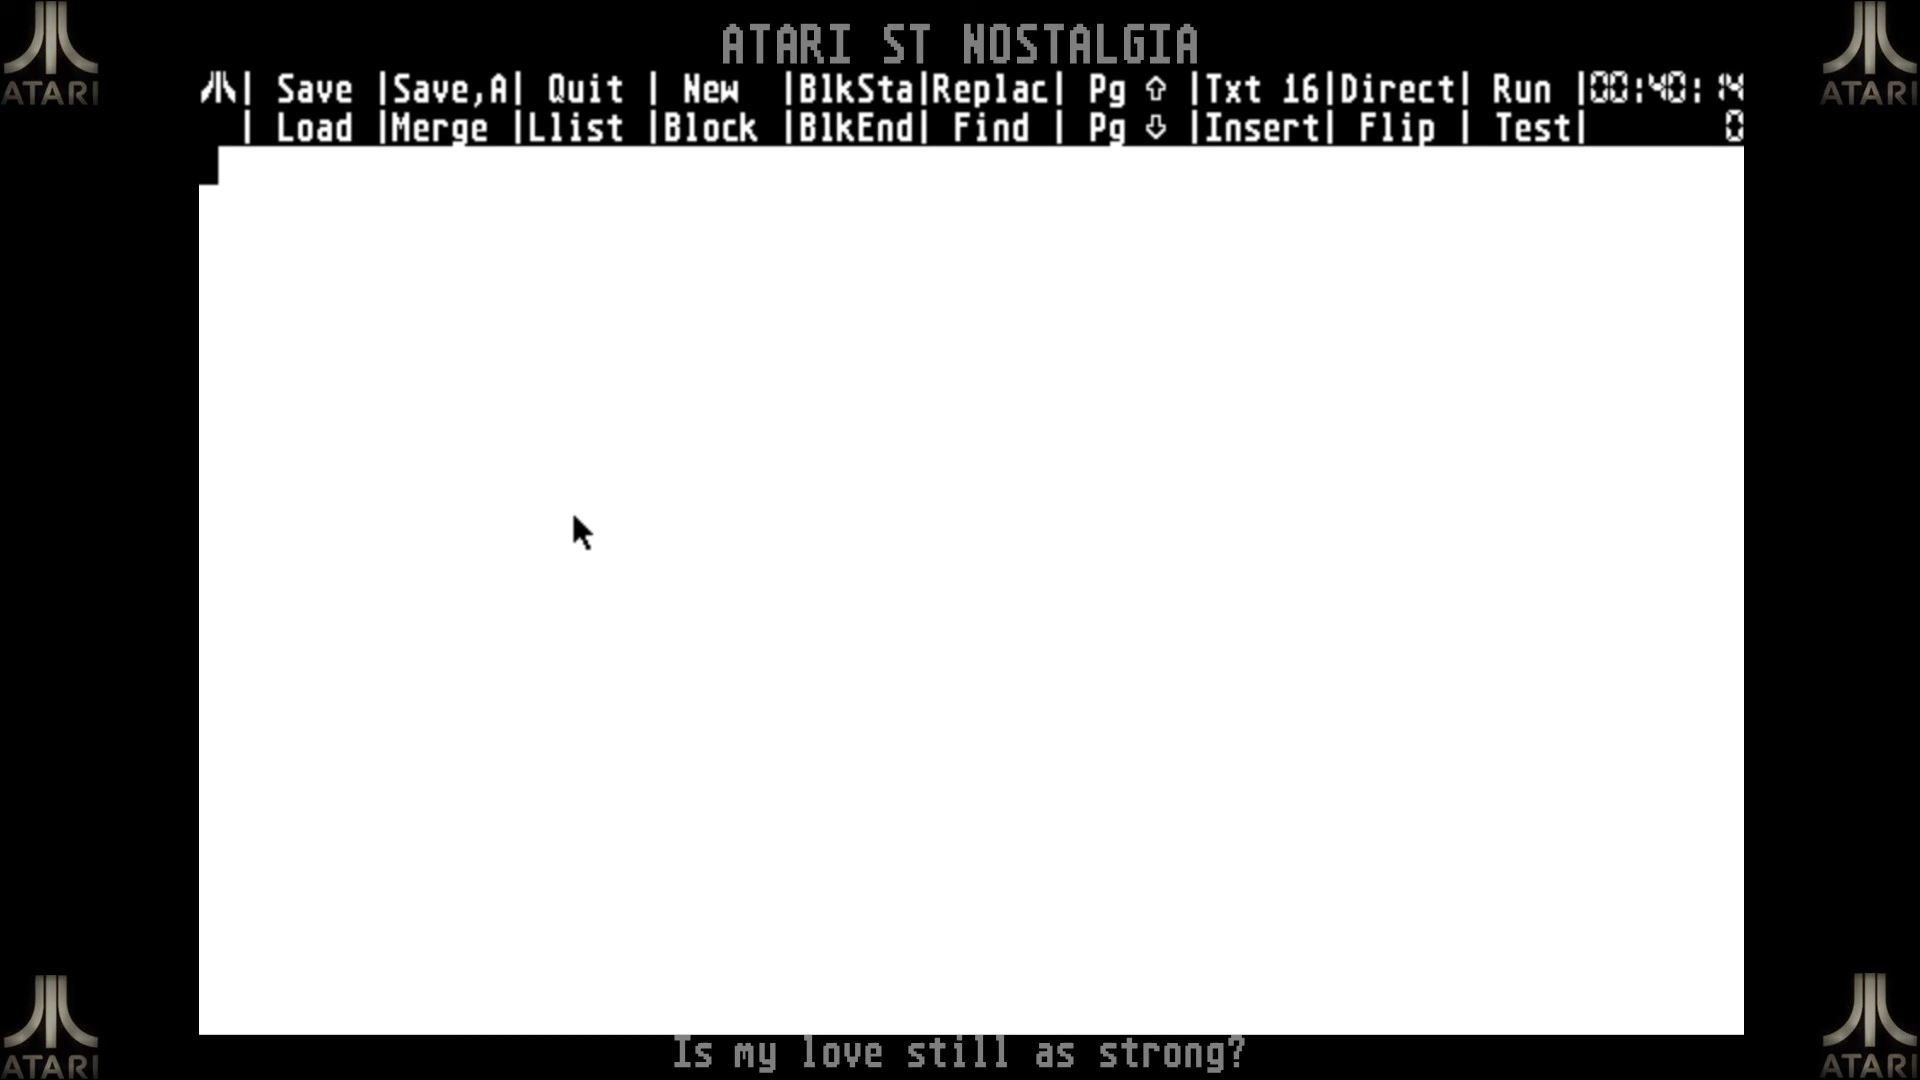 ATARI ST NOSTALGIA
ATARI
ATARI
| Save |Save,A| Quit | New |BlkSta|Replac| Pg ⇧ |Txt 16|Direct| Run |00:40:14
| Load |Merge |Llist |Block |BlkEnd| Find | Pg ⇩ |Insert| Flip | Test| 0
Is my love still as strong?
ATARI
ATARI